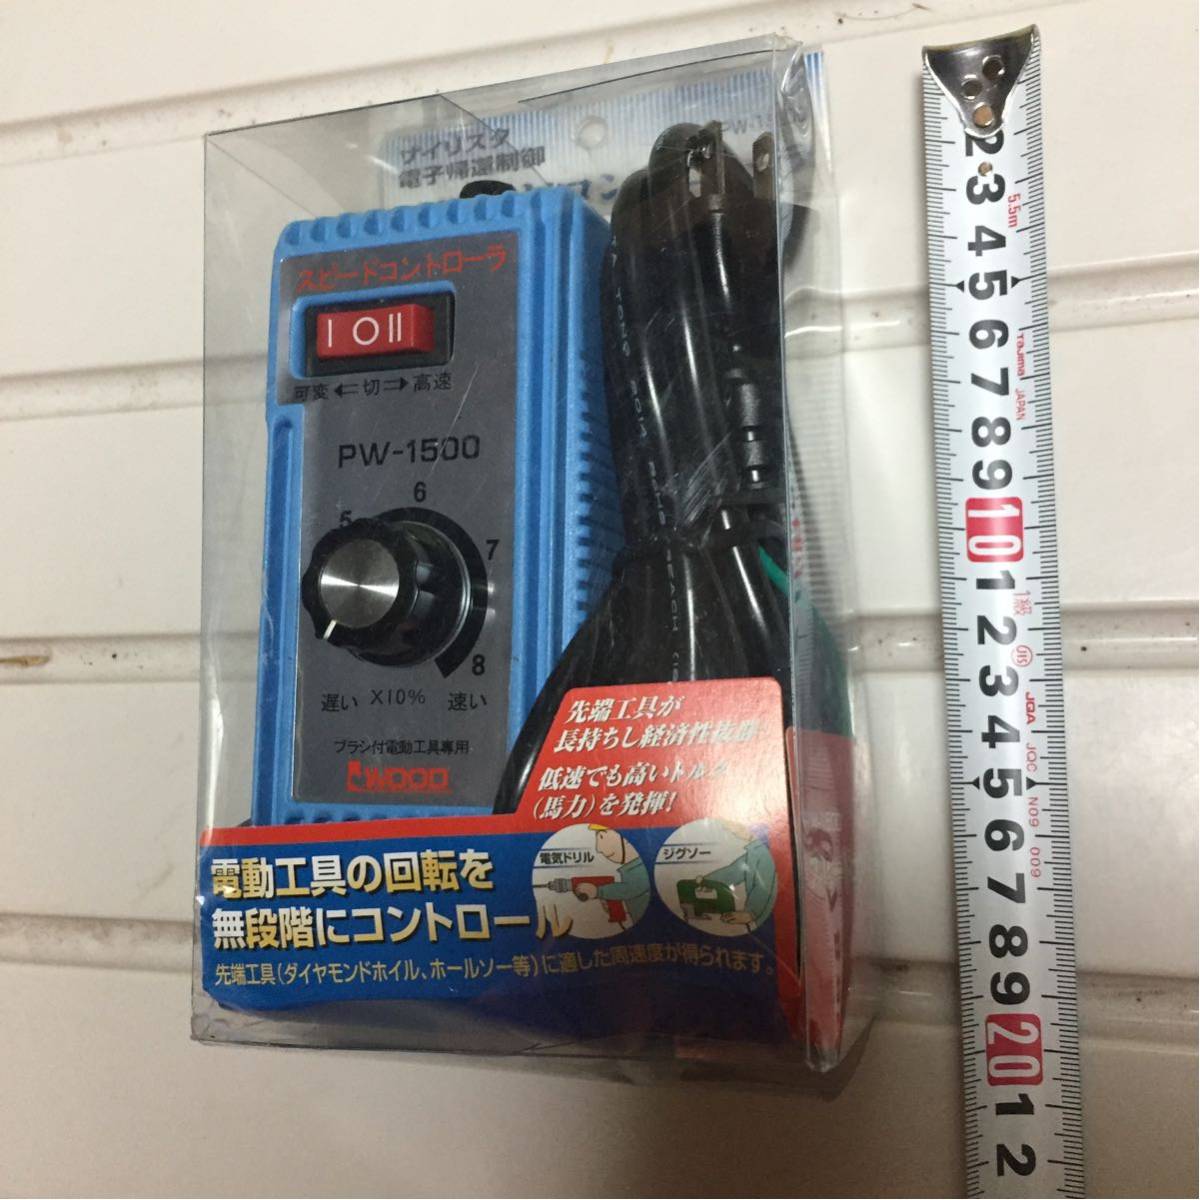 サイリスタ
電子帰還制御
スピードコントローラ
I O II
可変 ⇐ 切 ⇒ 高速
PW-1500
5
6
7
8
遅い X10% 速い
ブラシ付電動工具専用
WOOD
先端工具が
長持ちし経済性抜群!
低速でも高いトルク
(馬力)を発揮!
電気ドリル
ジグソー
電動工具の回転を
無段階にコントロール
先端工具(ダイヤモンドホイル、ホールソー等)に適した周速度が得られます。
2
3
4
5
6
7
8
9
10
1
2
3
4
5
6
7
8
9
20
1
2
5.5m
Tajima
JAPAN
1級
JIS
JQA
JQC
N09
009